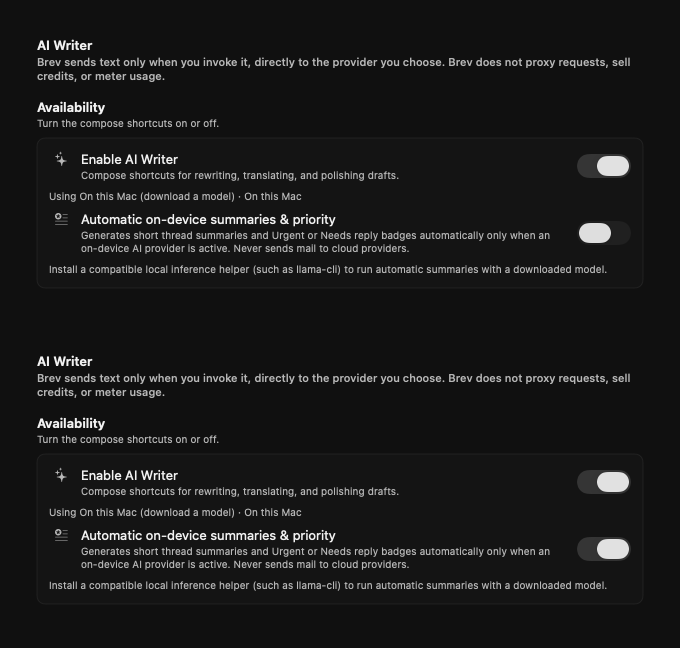 AI Writer
Brev sends text only when you invoke it, directly to the provider you choose. Brev does not proxy requests, sell
credits, or meter usage.
Availability
Turn the compose shortcuts on or off.
Enable AI Writer
Compose shortcuts for rewriting, translating, and polishing drafts.
Using On this Mac (download a model) · On this Mac
Automatic on-device summaries & priority
Generates short thread summaries and Urgent or Needs reply badges automatically only when an
on-device AI provider is active. Never sends mail to cloud providers.
Install a compatible local inference helper (such as llama-cli) to run automatic summaries with a downloaded model.
AI Writer
Brev sends text only when you invoke it, directly to the provider you choose. Brev does not proxy requests, sell
credits, or meter usage.
Availability
Turn the compose shortcuts on or off.
Enable AI Writer
Compose shortcuts for rewriting, translating, and polishing drafts.
Using On this Mac (download a model) · On this Mac
Automatic on-device summaries & priority
Generates short thread summaries and Urgent or Needs reply badges automatically only when an
on-device AI provider is active. Never sends mail to cloud providers.
Install a compatible local inference helper (such as llama-cli) to run automatic summaries with a downloaded model.